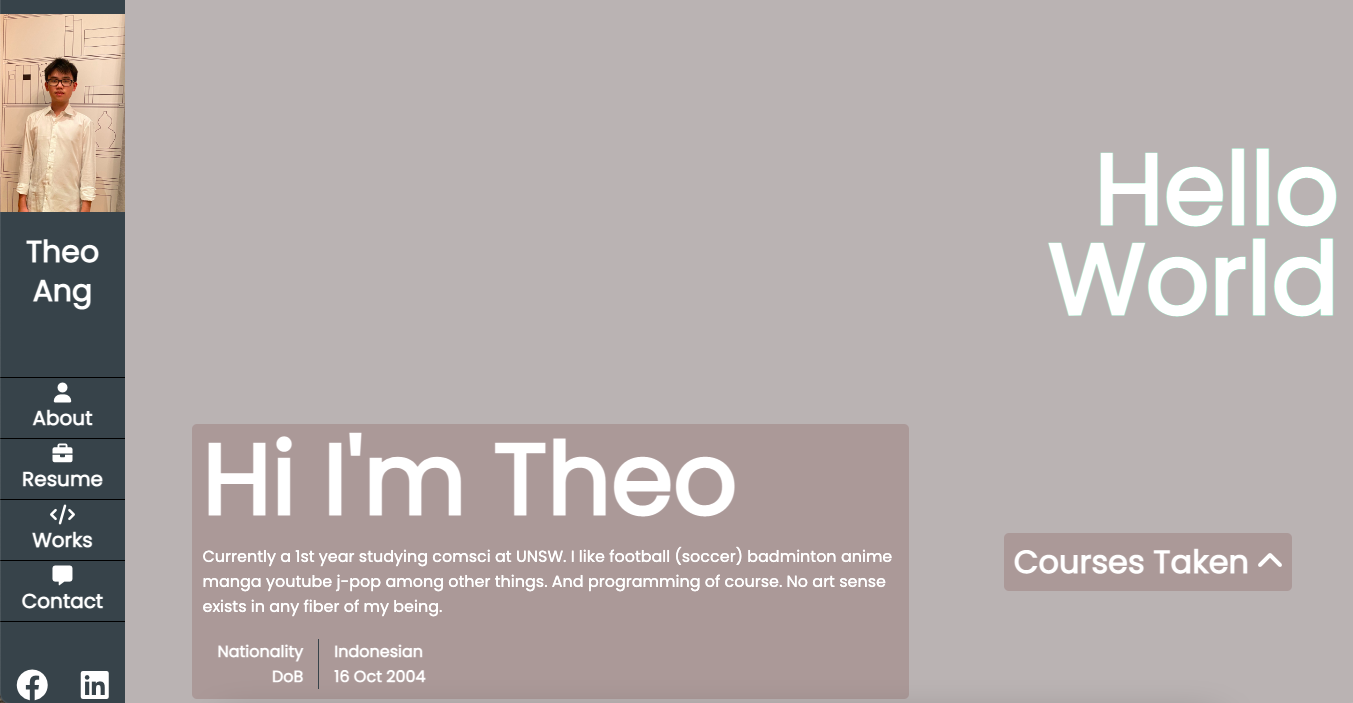 Theo
Ang
About
Resume
Works
Contact
Hello
World
Hi I'm Theo
Currently a 1st year studying comsci at UNSW. I like football (soccer) badminton anime
manga youtube j-pop among other things. And programming of course. No art sense
exists in any fiber of my being.
Nationality Indonesian
DoB 16 Oct 2004
Courses Taken